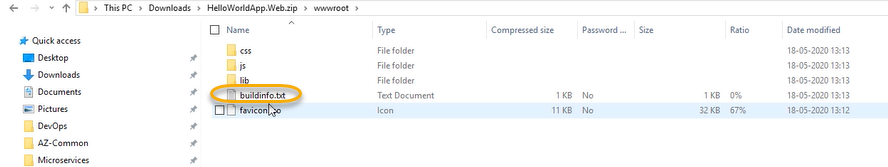 This PC > Downloads > HelloWorldApp.Web.zip > wwwroot >
Quick access
Desktop
Downloads
Documents
Pictures
DevOps
AZ-Common
Microservices
Name Compressed size Password ... Size Ratio Date modified
css File folder 18-05-2020 13:13
js File folder 18-05-2020 13:13
lib File folder 18-05-2020 13:13
buildinfo.txt Text Document 1 KB No 1 KB 0% 18-05-2020 13:13
Icon 11 KB No 32 KB 67% 18-05-2020 13:12